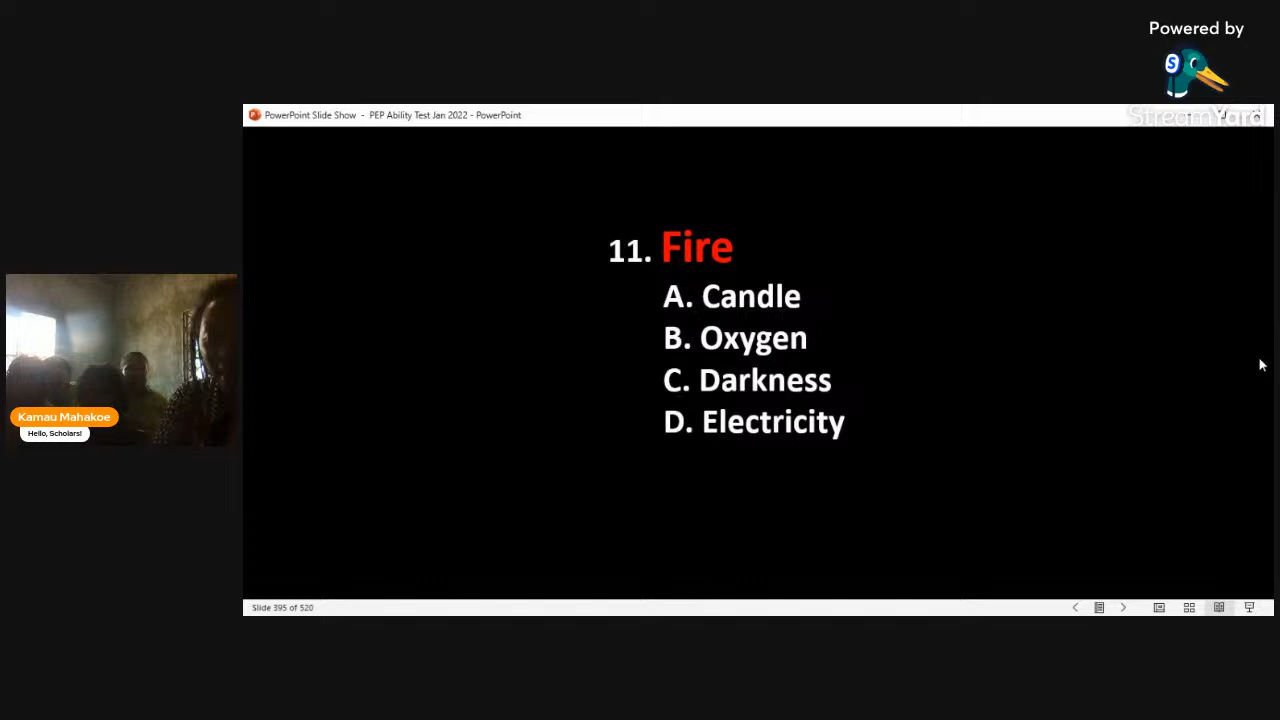 Powered by
StreamYard
PowerPoint Slide Show - PEP Ability Test Jan 2022 - PowerPoint
11. Fire
A. Candle
B. Oxygen
C. Darkness
D. Electricity
Kamau Mahakoe
Hello, Scholars!
Slide 395 of 520